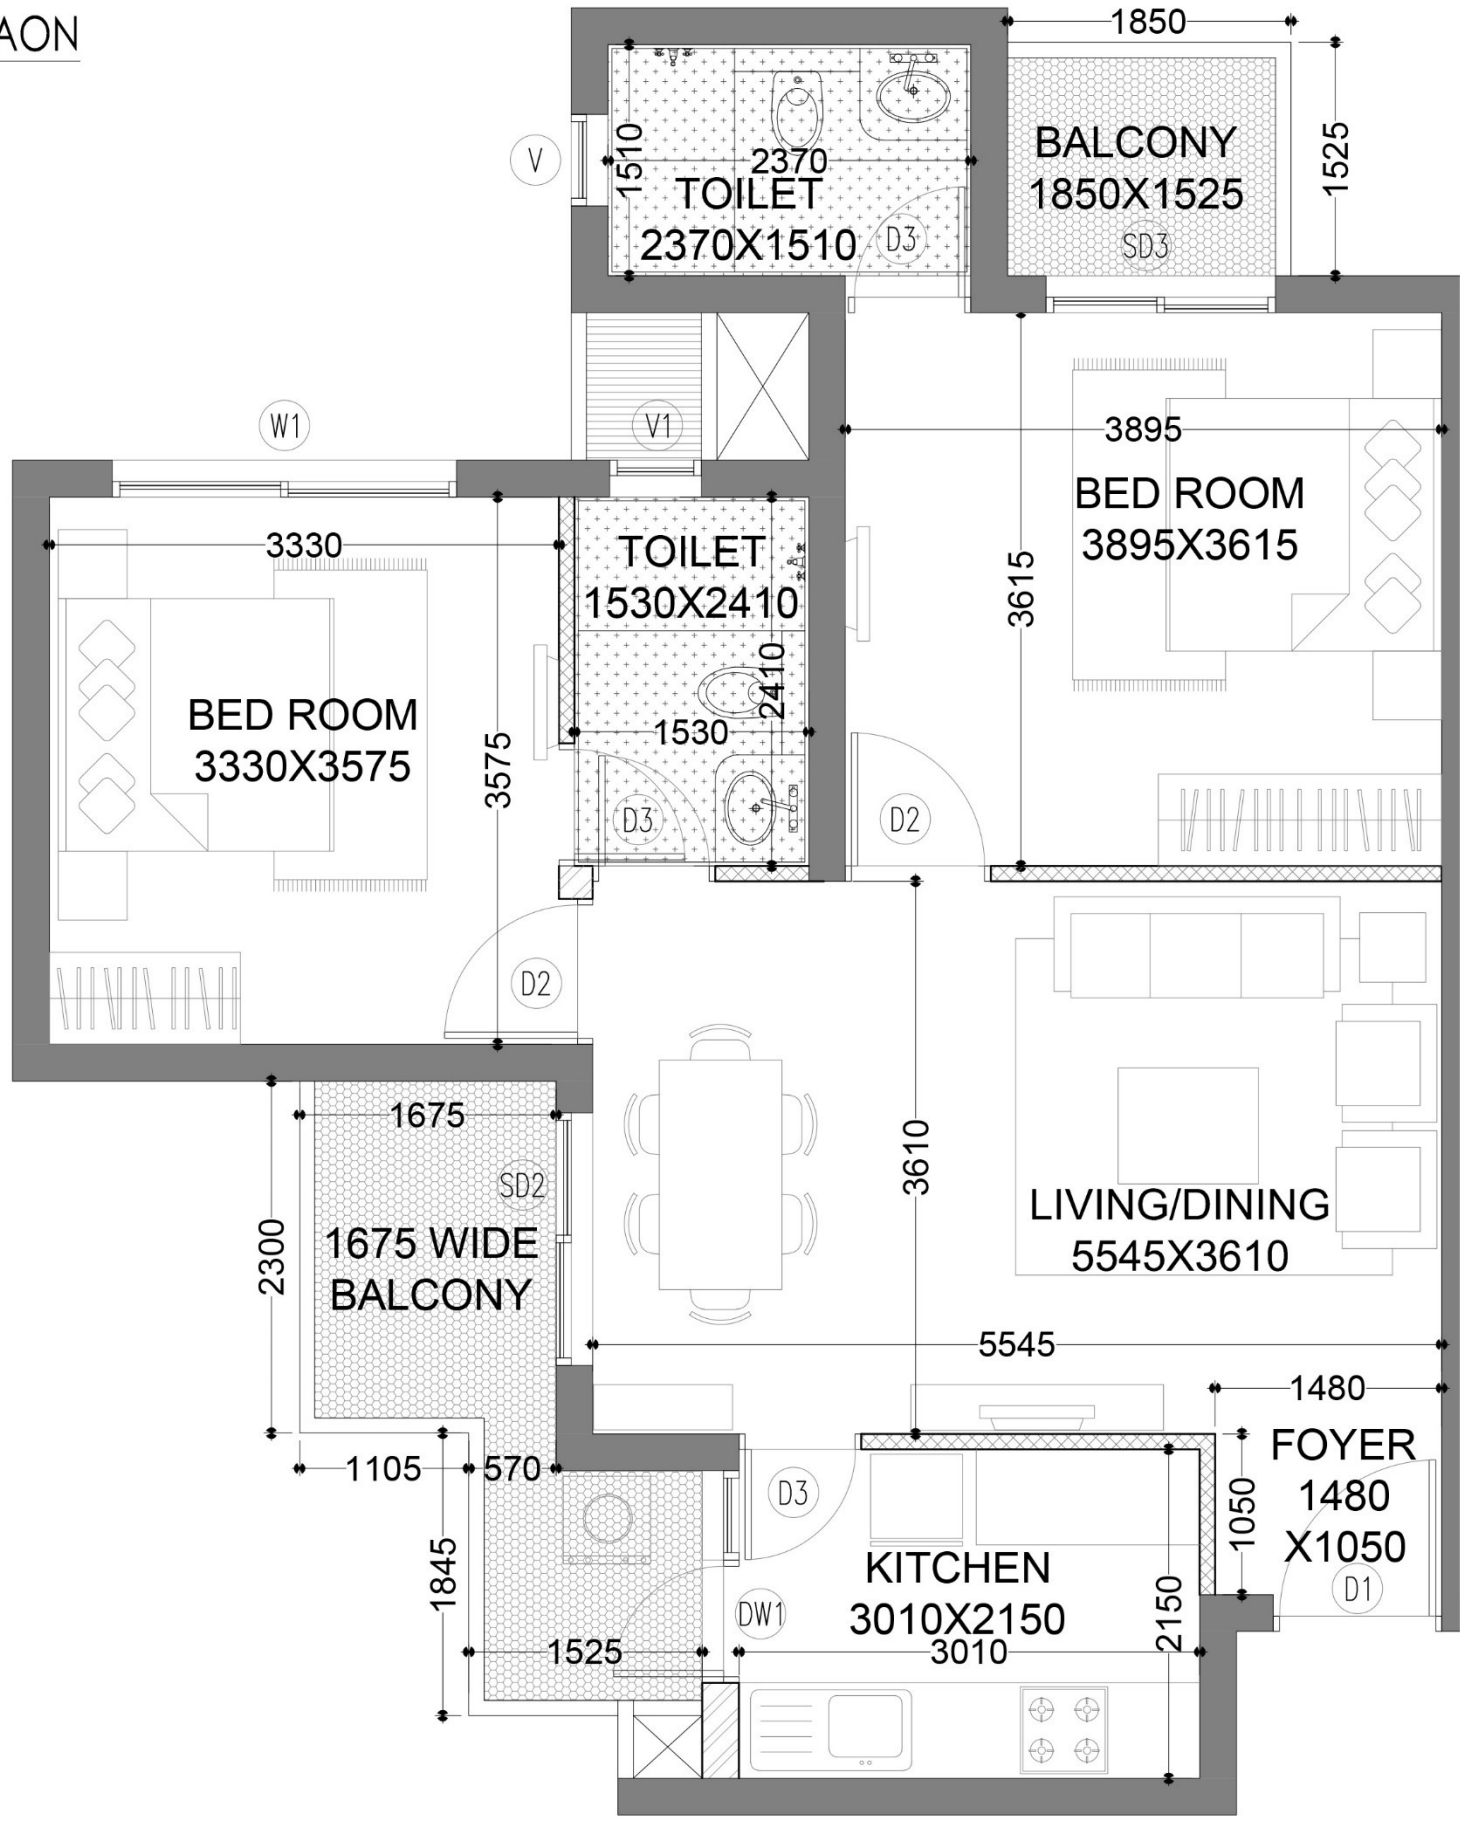 AON
1850
1525
BALCONY
1850X1525
SD3
V
1510
2370
TOILET
2370X1510
D3
W1
V1
3895
BED ROOM
3895X3615
3615
3330
TOILET
1530X2410
2410
1530
BED ROOM
3330X3575
3575
D3
D2
D2
1675
SD2
1675 WIDE
BALCONY
2300
3610
LIVING/DINING
5545X3610
5545
1480
FOYER
1480
X1050
1050
D1
1105
570
D3
KITCHEN
3010X2150
3010
2150
1845
DW1
1525